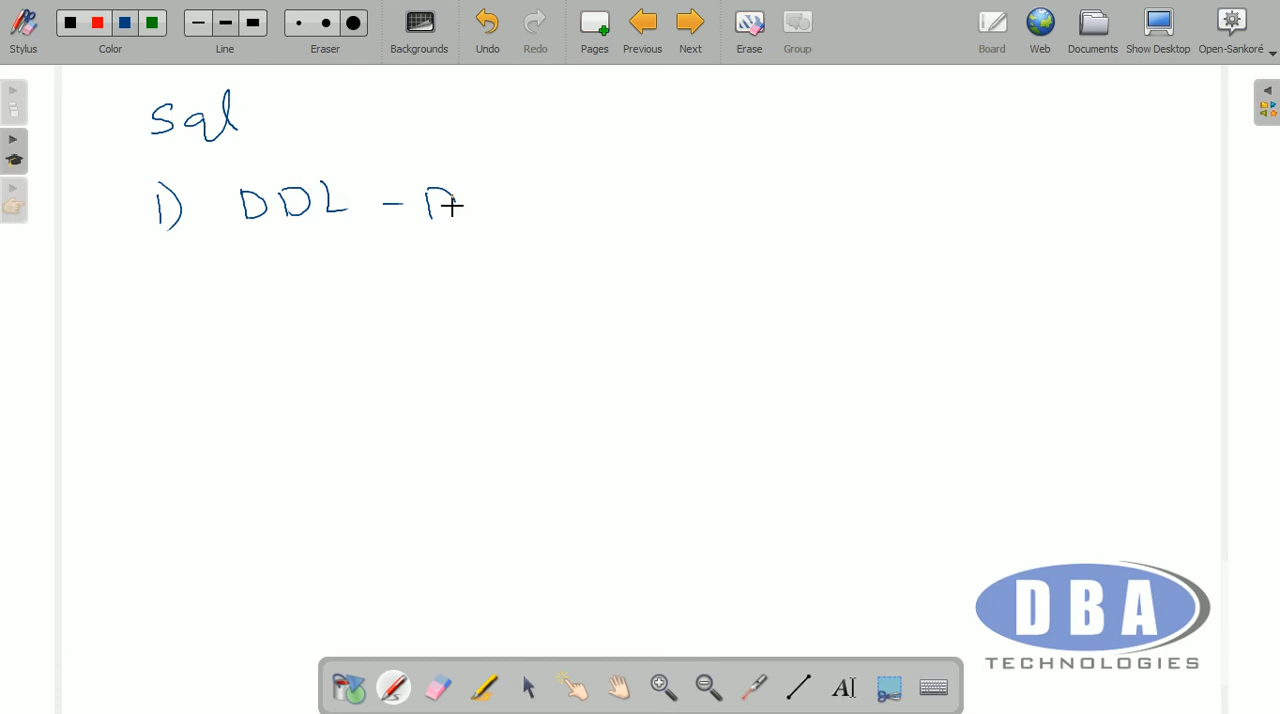 Stylus Color Line Eraser Backgrounds Undo Redo Pages Previous Next Erase Group Board Web Documents Show Desktop Open-Sankoré
Sql
1) DDL - D
DBA
TECHNOLOGIES
A